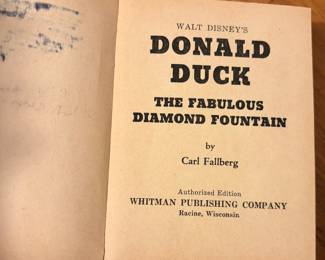 WALT DISNEY'S
DONALD
DUCK
THE FABULOUS
DIAMOND FOUNTAIN
by
Carl Fallberg
Authorized Edition
WHITMAN PUBLISHING COMPANY
Racine, Wisconsin